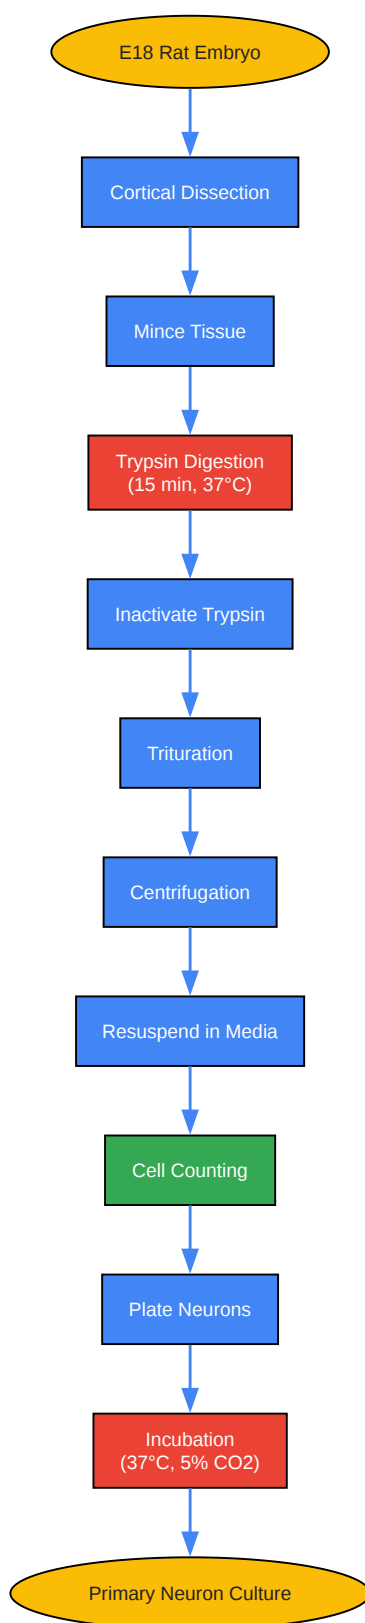 E18 Rat Embryo
Cortical Dissection
Mince Tissue
Trypsin Digestion
(15 min, 37°C)
Inactivate Trypsin
Trituration
Centrifugation
Resuspend in Media
Cell Counting
Plate Neurons
Incubation
(37°C, 5% CO2)
Primary Neuron Culture